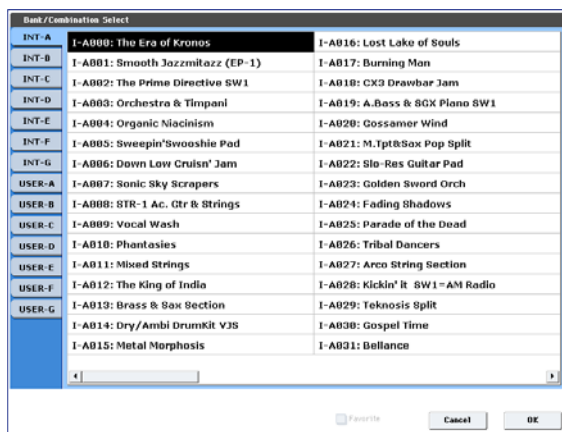 Bank/Combination Select
INT-A
INT-B
INT-C
INT-D
INT-E
INT-F
INT-G
USER-A
USER-B
USER-C
USER-D
USER-E
USER-F
USER-G
I-A000: The Era of Kronos
I-A001: Smooth Jazzmitazz (EP-1)
I-A002: The Prime Directive SW1
I-A003: Orchestra & Timpani
I-A004: Organic Niacinism
I-A005: Sweepin'Swooshie Pad
I-A006: Down Low Cruisn' Jam
I-A007: Sonic Sky Scrapers
I-A008: STR-1 Ac. Gtr & Strings
I-A009: Vocal Wash
I-A010: Phantasies
I-A011: Mixed Strings
I-A012: The King of India
I-A013: Brass & Sax Section
I-A014: Dry/Ambi DrumKit VJS
I-A015: Metal Morphosis
I-A016: Lost Lake of Souls
I-A017: Burning Man
I-A018: CX3 Drawbar Jam
I-A019: A.Bass & SGX Piano SW1
I-A020: Gossamer Wind
I-A021: M.Tpt&Sax Pop Split
I-A022: Slo-Res Guitar Pad
I-A023: Golden Sword Orch
I-A024: Fading Shadows
I-A025: Parade of the Dead
I-A026: Tribal Dancers
I-A027: Arco String Section
I-A028: Kickin' it  SW1=AM Radio
I-A029: Teknosis Split
I-A030: Gospel Time
I-A031: Bellance
Favorite
Cancel
OK